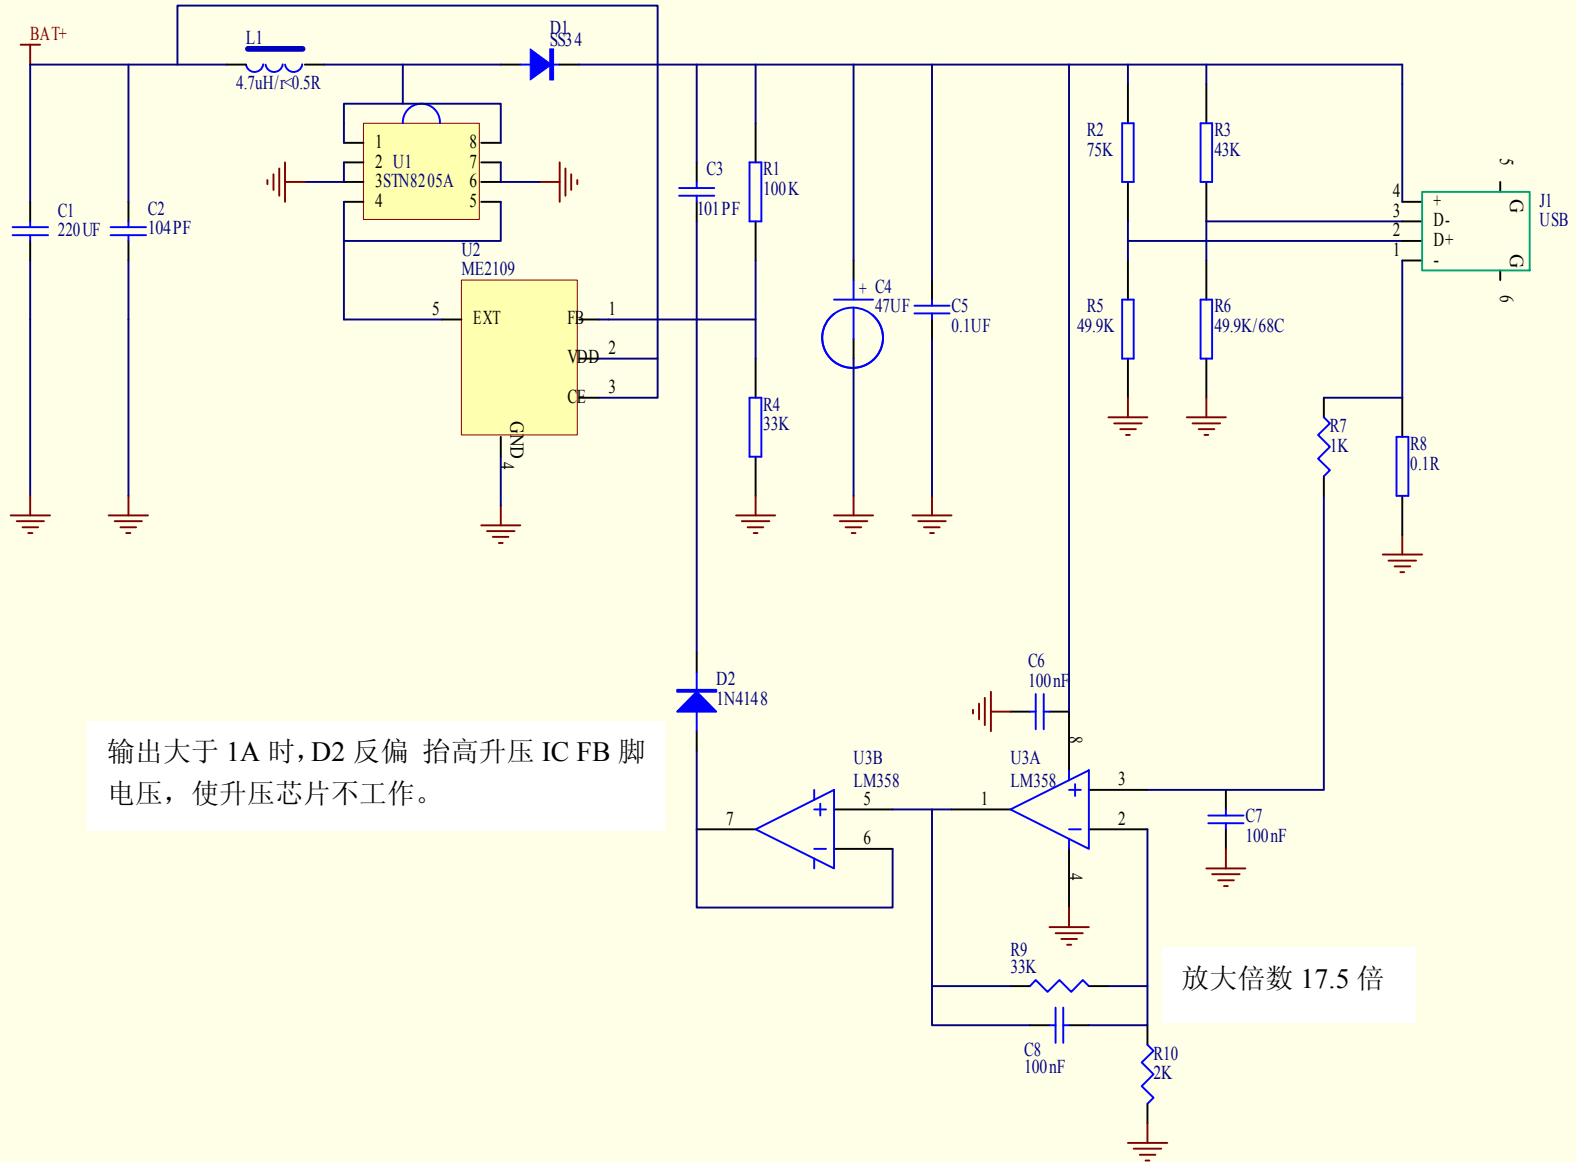 BAT+
L1
4.7uH/r<0.5R
D1
SS34
1
2
3
4
8
7
6
5
U1
STN8205A
C1
220UF
C2
104PF
U2
ME2109
5
EXT
FB
1
VDD
2
CE
3
GND
4
C3
101PF
R1
100K
R4
33K
+
C4
47UF
C5
0.1UF
R2
75K
R3
43K
R5
49.9K
R6
49.9K/68C
4
3
2
1
+
D-
D+
-
G
G
5
6
J1
USB
R7
1K
R8
0.1R
C6
100nF
D2
1N4148
输出大于 1A 时，D2 反偏 抬高升压 IC FB 脚
电压，使升压芯片不工作。
U3B
LM358
5
6
7
U3A
LM358
8
3
2
1
4
C7
100nF
R9
33K
C8
100nF
R10
2K
放大倍数 17.5 倍